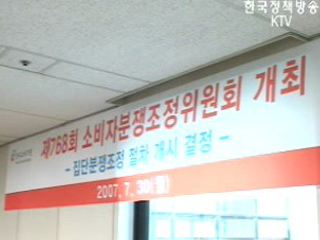 한국정책방송
KTV
제768회 소비자분쟁조정위원회 개최
- 집단분쟁조정 절차 개시 결정 -
2007. 7. 30(월)